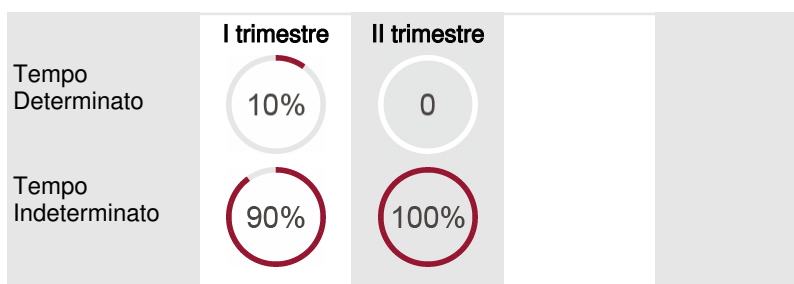 I trimestre II trimestre
Tempo
Determinato
10% 0
Tempo
Indeterminato
90% 100%